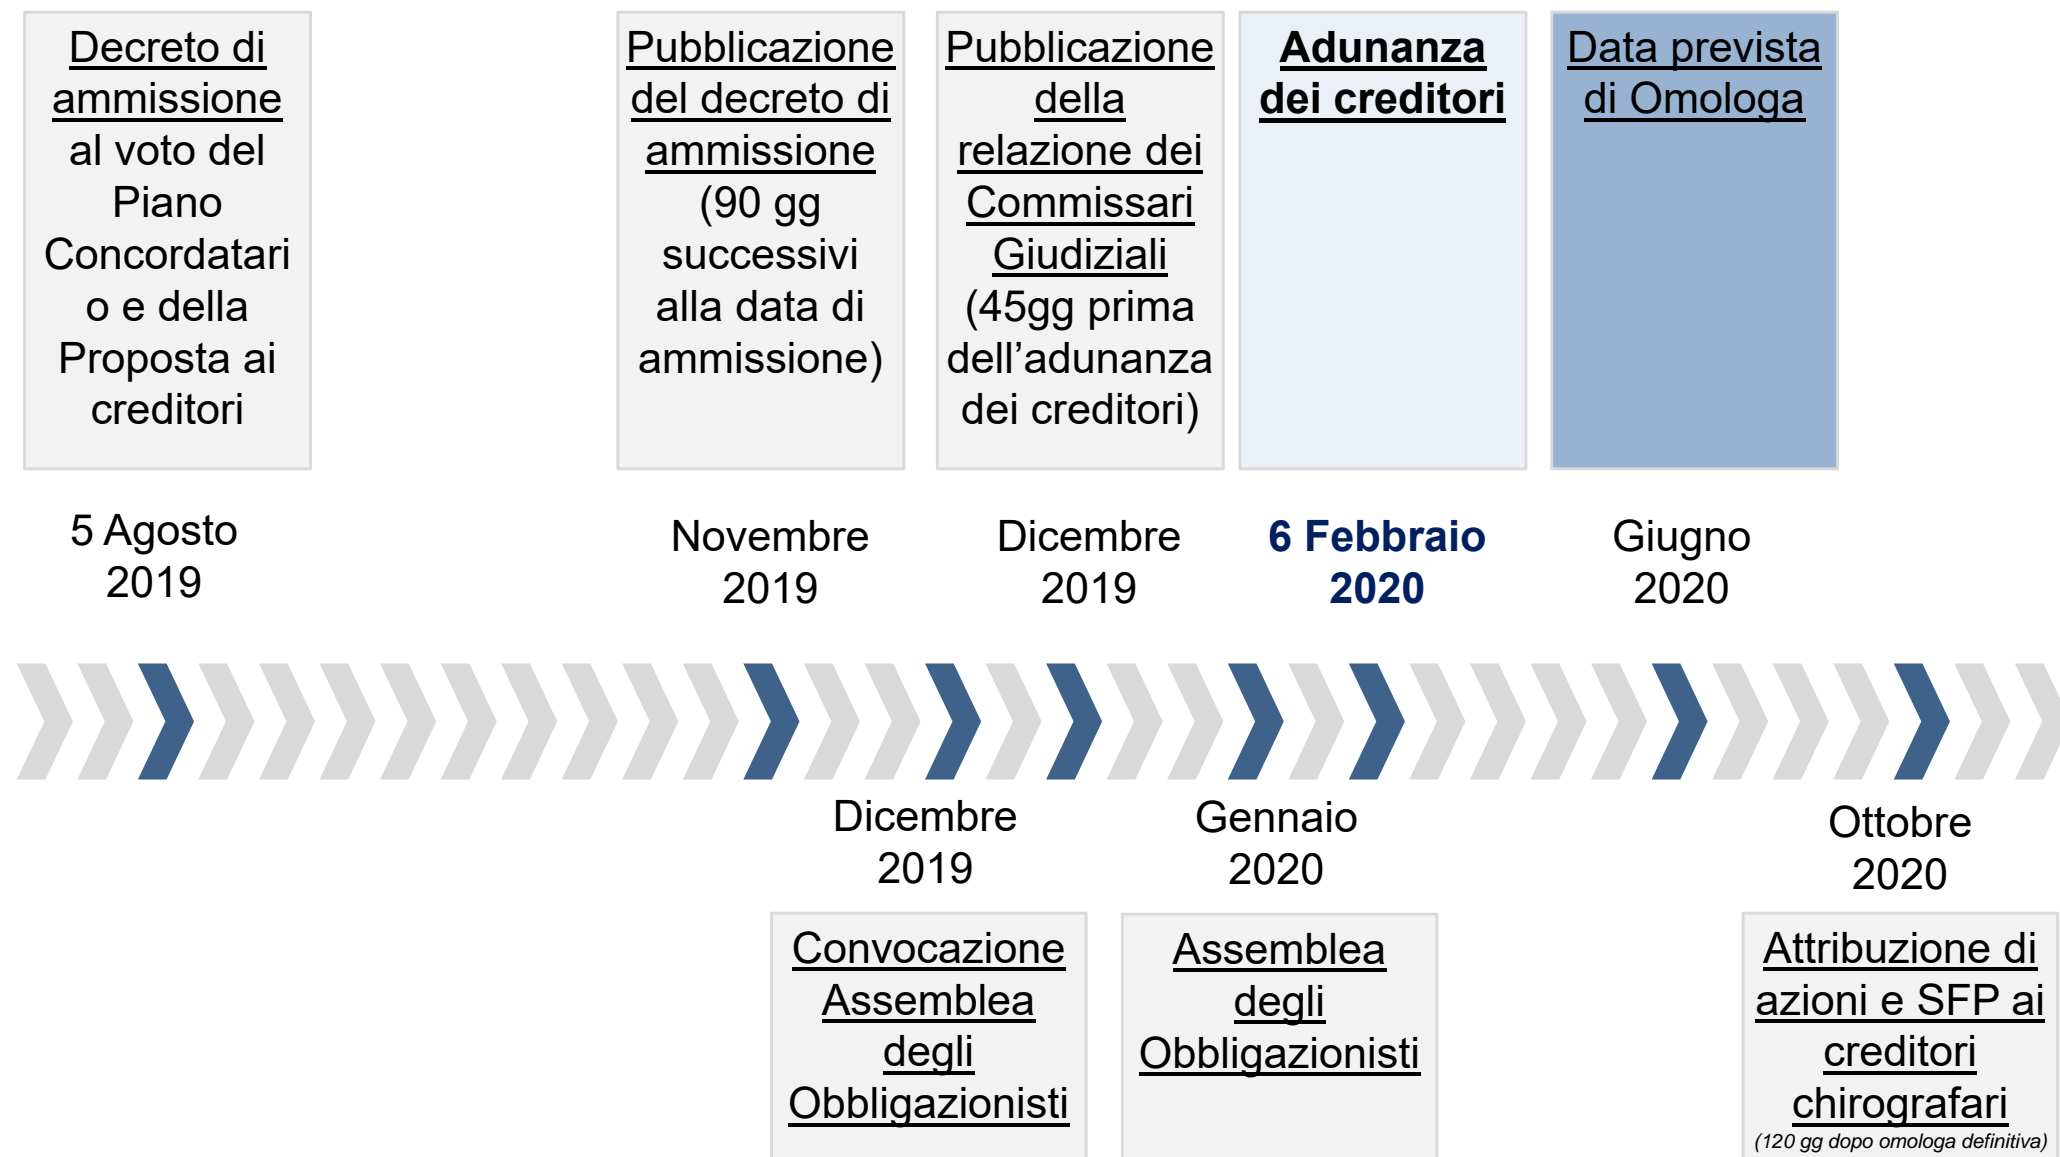 Decreto di
ammissione
al voto del
Piano
Concordatari
o e della
Proposta ai
creditori
5 Agosto
2019
Pubblicazione
del decreto di
ammissione
(90 gg
successivi
alla data di
ammissione)
Novembre
2019
Pubblicazione
della
relazione dei
Commissari
Giudiziali
(45gg prima
dell’adunanza
dei creditori)
Dicembre
2019
Adunanza
dei creditori
6 Febbraio
2020
Data prevista
di Omologa
Giugno
2020
Dicembre
2019
Convocazione
Assemblea
degli
Obbligazionisti
Gennaio
2020
Assemblea
degli
Obbligazionisti
Ottobre
2020
Attribuzione di
azioni e SFP ai
creditori
chirografari
(120 gg dopo omologa definitiva)